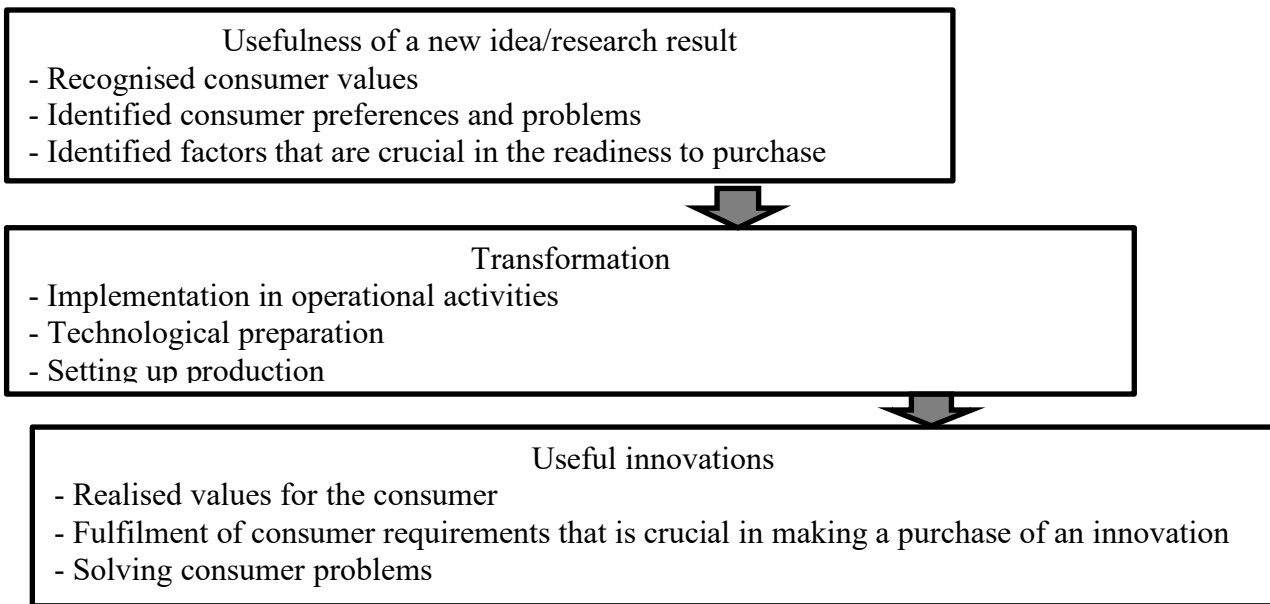 Usefulness of a new idea/research result
- Recognised consumer values
- Identified consumer preferences and problems
- Identified factors that are crucial in the readiness to purchase
Transformation
- Implementation in operational activities
- Technological preparation
- Setting up production
Useful innovations
- Realised values for the consumer
- Fulfilment of consumer requirements that is crucial in making a purchase of an innovation
- Solving consumer problems